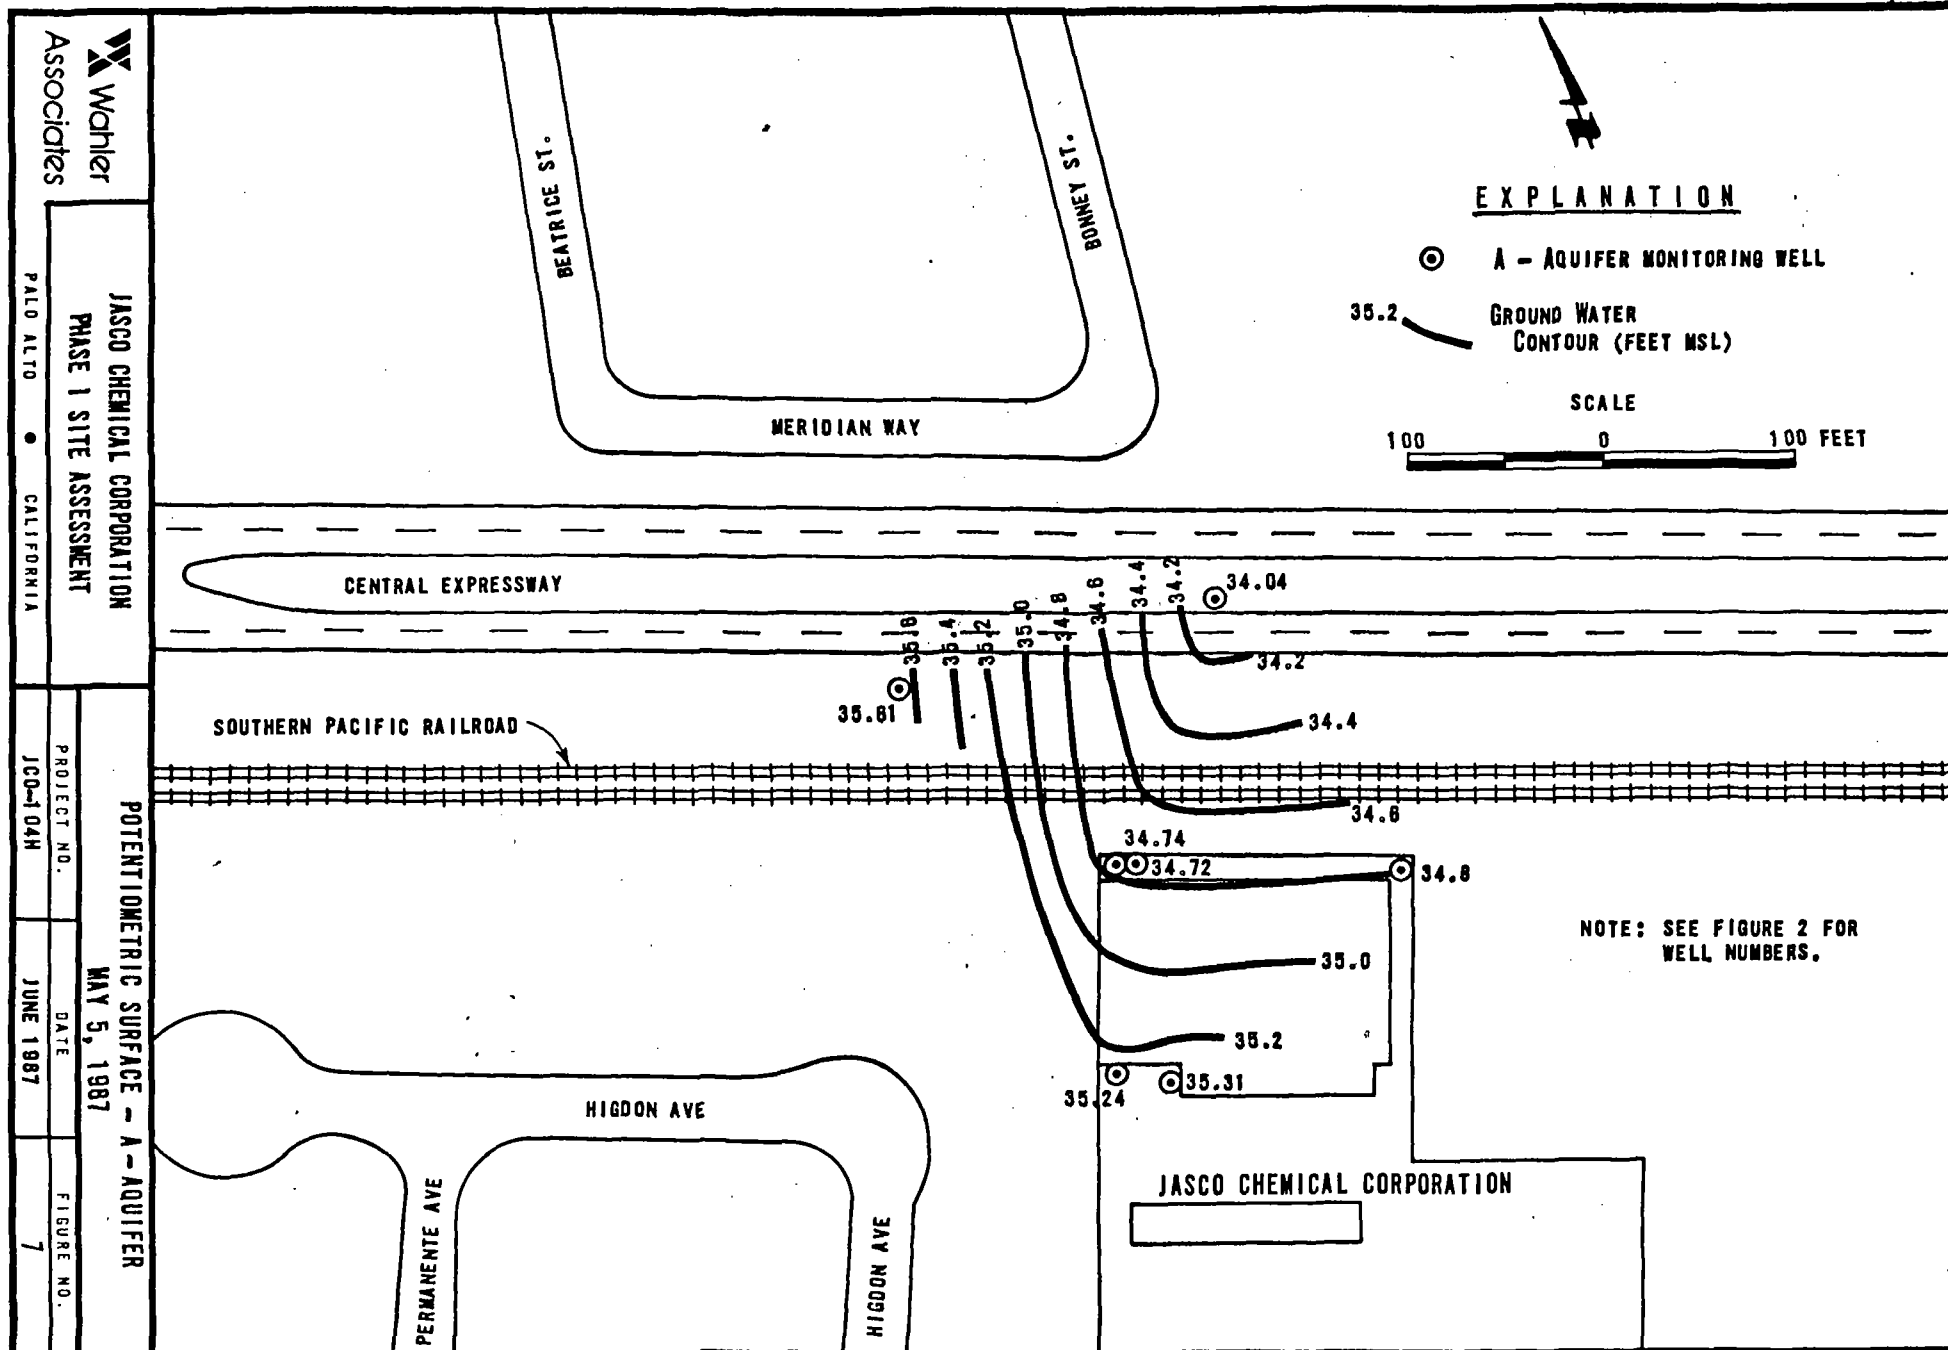 Wahler
Associates
JASCO CHEMICAL CORPORATION
PHASE 1 SITE ASSESSMENT
PALO ALTO ● CALIFORNIA
POTENTIOMETRIC SURFACE - A-AQUIFER
MAY 5, 1987
PROJECT NO.
JCO-104H
DATE
JUNE 1987
FIGURE NO.
7
BEATRICE ST.
BONNEY ST.
MERIDIAN WAY
EXPLANATION
A - AQUIFER MONITORING WELL
35.2
GROUND WATER
CONTOUR (FEET MSL)
SCALE
100 0 100 FEET
CENTRAL EXPRESSWAY
35.6
35.4
35.2
35.0
34.8
34.6
34.4
34.2
34.04
34.2
35.61
34.4
SOUTHERN PACIFIC RAILROAD
34.6
34.74
34.72
34.8
NOTE: SEE FIGURE 2 FOR
WELL NUMBERS.
35.0
35.2
35.24
35.31
HIGDON AVE
PERMANENTE AVE
HIGDON AVE
JASCO CHEMICAL CORPORATION